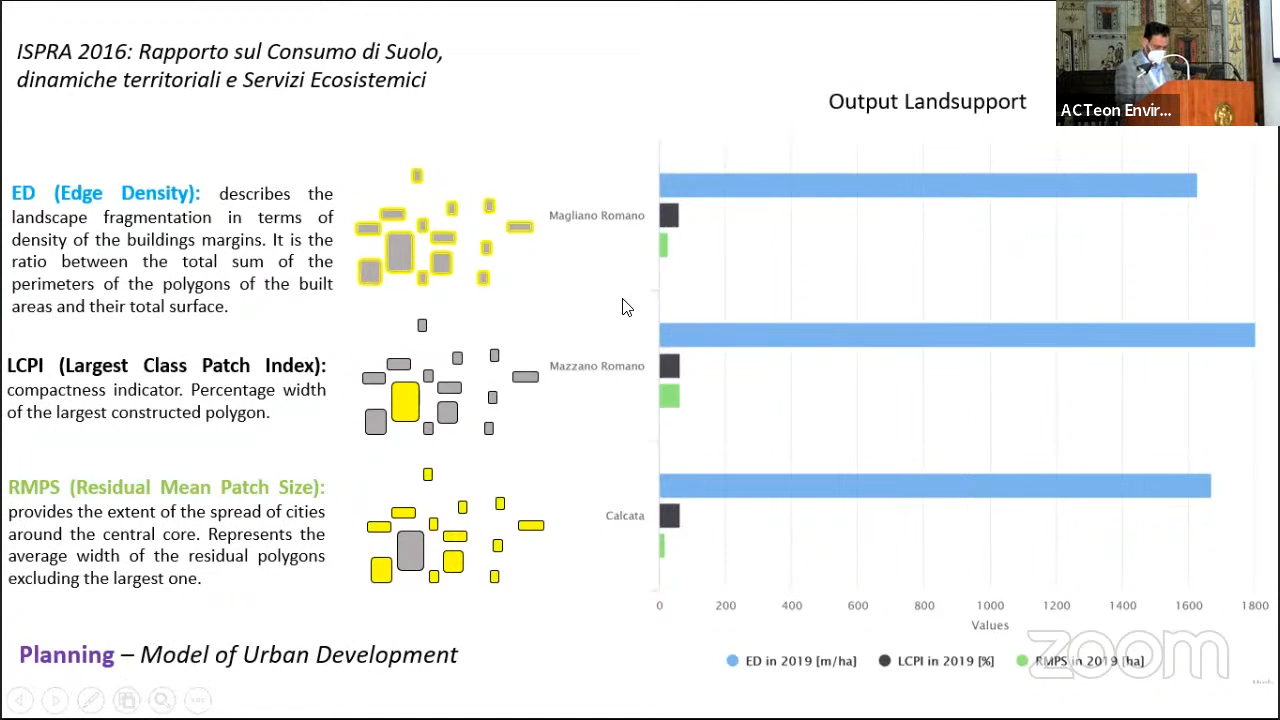 ISPRA 2016: Rapporto sul Consumo di Suolo,
dinamiche territoriali e Servizi Ecosistemici
Output Landsupport
ACTeon Envir...
ED (Edge Density): describes the
landscape fragmentation in terms of
density of the buildings margins. It is the
ratio between the total sum of the
perimeters of the polygons of the built
areas and their total surface.
LCPI (Largest Class Patch Index):
compactness indicator. Percentage width
of the largest constructed polygon.
RMPS (Residual Mean Patch Size):
provides the extent of the spread of cities
around the central core. Represents the
average width of the residual polygons
excluding the largest one.
Planning – Model of Urban Development
Magliano Romano
Mazzano Romano
Calcata
0 200 400 600 800 1000 1200 1400 1600 1800
Values
ED in 2019 [m/ha] LCPI in 2019 [%] RMPS in 2019 [ha]
zoom